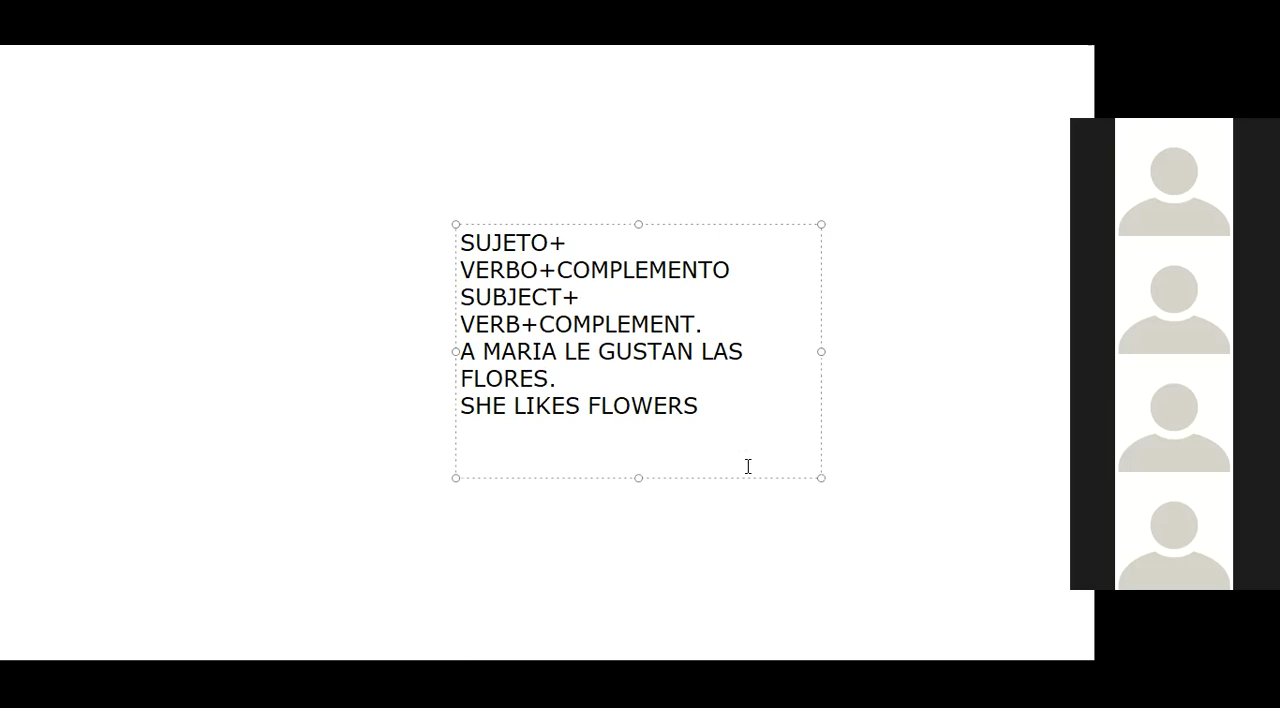 SUJETO+
VERBO+COMPLEMENTO
SUBJECT+
VERB+COMPLEMENT.
A MARIA LE GUSTAN LAS
FLORES.
SHE LIKES FLOWERS